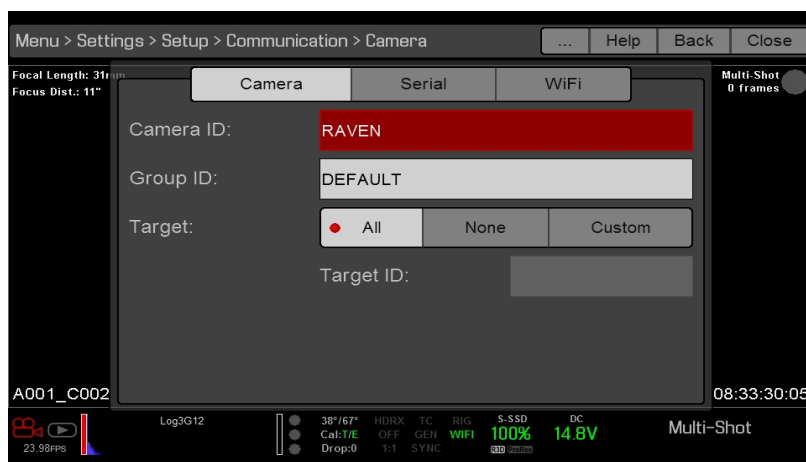 Menu > Settings > Setup > Communication > Camera
... Help Back Close
Focal Length: 31mm
Focus Dist.: 11"
Multi-Shot
0 frames
Camera Serial WiFi
Camera ID: RAVEN
Group ID: DEFAULT
Target: All None Custom
Target ID:
A001_C002
08:33:30:05
Log3G12
23.98FPS
38°/67° HDRX TC RIG S-SSD DC
Cal:T/E OFF GEN WIFI 100% 14.8V
Drop:0 1:1 SYNC R3D ProRes
Multi-Shot